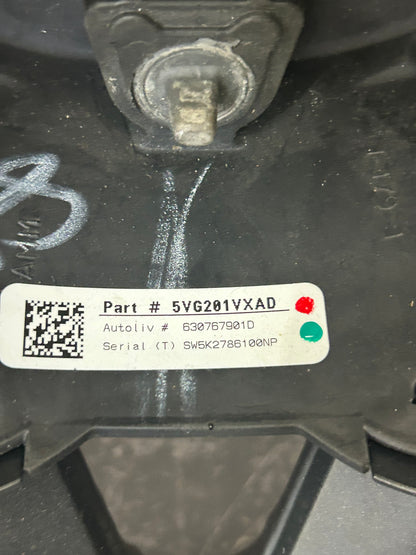 Part # 5VG201VXAD
Autoliv # 630767901D
Serial (T) SW5K2786100NP